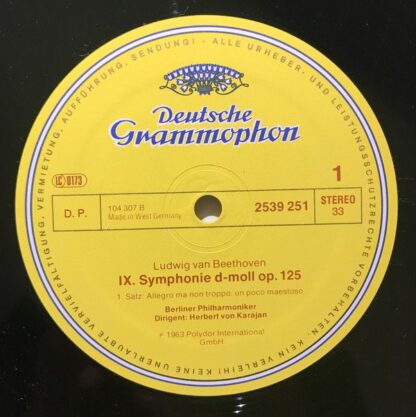 ALLE URHEBER- UND LEISTUNGSSCHUTZRECHTE VORBEHALTEN · KEIN VERLEIH! KEINE UNERLAUBTE VERVIELFÄLTIGUNG, VERMIETUNG, AUFFÜHRUNG, SENDUNG! -
Deutsche
Grammophon
LC 0173
1
D. P.
104 307 B
Made in West Germany
2539 251
STEREO
33
Ludwig van Beethoven
IX. Symphonie d-moll op. 125
1. Satz: Allegro ma non troppo, un poco maestoso
Berliner Philharmoniker
Dirigent: Herbert von Karajan
℗ 1963 Polydor International
GmbH